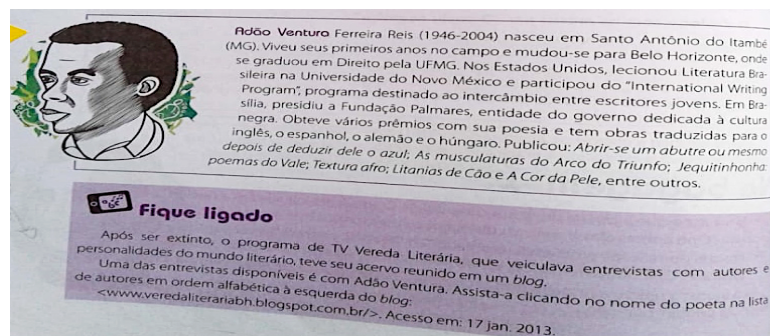 Adão Ventura Ferreira Reis (1946-2004) nasceu em Santo Antônio do Itambé
(MG). Viveu seus primeiros anos no campo e mudou-se para Belo Horizonte, onde
se graduou em Direito pela UFMG. Nos Estados Unidos, lecionou Literatura Bra-
sileira na Universidade do Novo México e participou do "International Writing
Program", programa destinado ao intercâmbio entre escritores jovens. Em Bra-
sília, presidiu a Fundação Palmares, entidade do governo dedicada à cultura
negra. Obteve vários prêmios com sua poesia e tem obras traduzidas para o
inglês, o espanhol, o alemão e o húngaro. Publicou: Abrir-se um abutre ou mesmo
depois de deduzir dele o azul; As musculaturas do Arco do Triunfo; Jequitinhonha:
poemas do Vale; Textura afro; Litanias de Cão e A Cor da Pele, entre outros.
Fique ligado
Após ser extinto, o programa de TV Vereda Literária, que veiculava entrevistas com autores e
personalidades do mundo literário, teve seu acervo reunido em um blog.
Uma das entrevistas disponíveis é com Adão Ventura. Assista-a clicando no nome do poeta na lista
de autores em ordem alfabética à esquerda do blog:
<www.veredaliterariabh.blogspot.com.br/>. Acesso em: 17 jan. 2013.